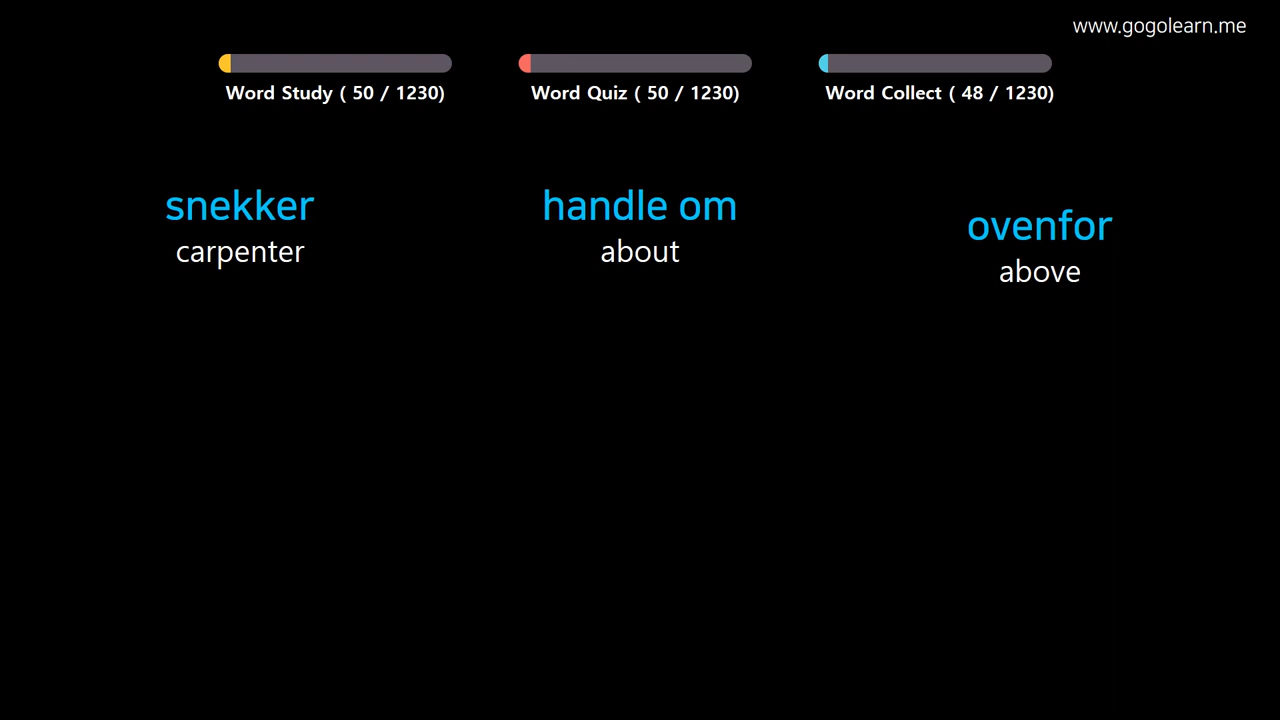 www.gogolearn.me
Word Study ( 50 / 1230)
Word Quiz ( 50 / 1230)
Word Collect ( 48 / 1230)
snekker
carpenter
handle om
about
ovenfor
above